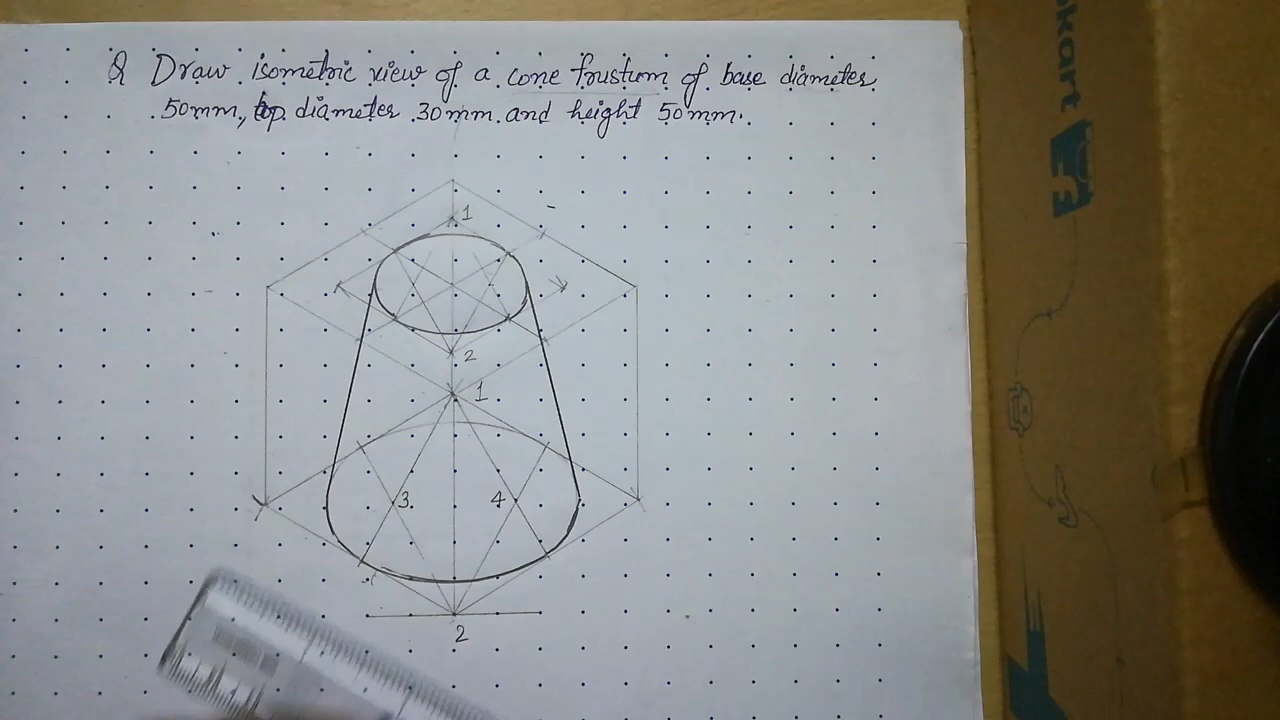 Q Draw isometric view of a cone frustum of base diameter
50mm, top diameter 30mm and height 50mm.
1
2
1
3
4
2
pkart